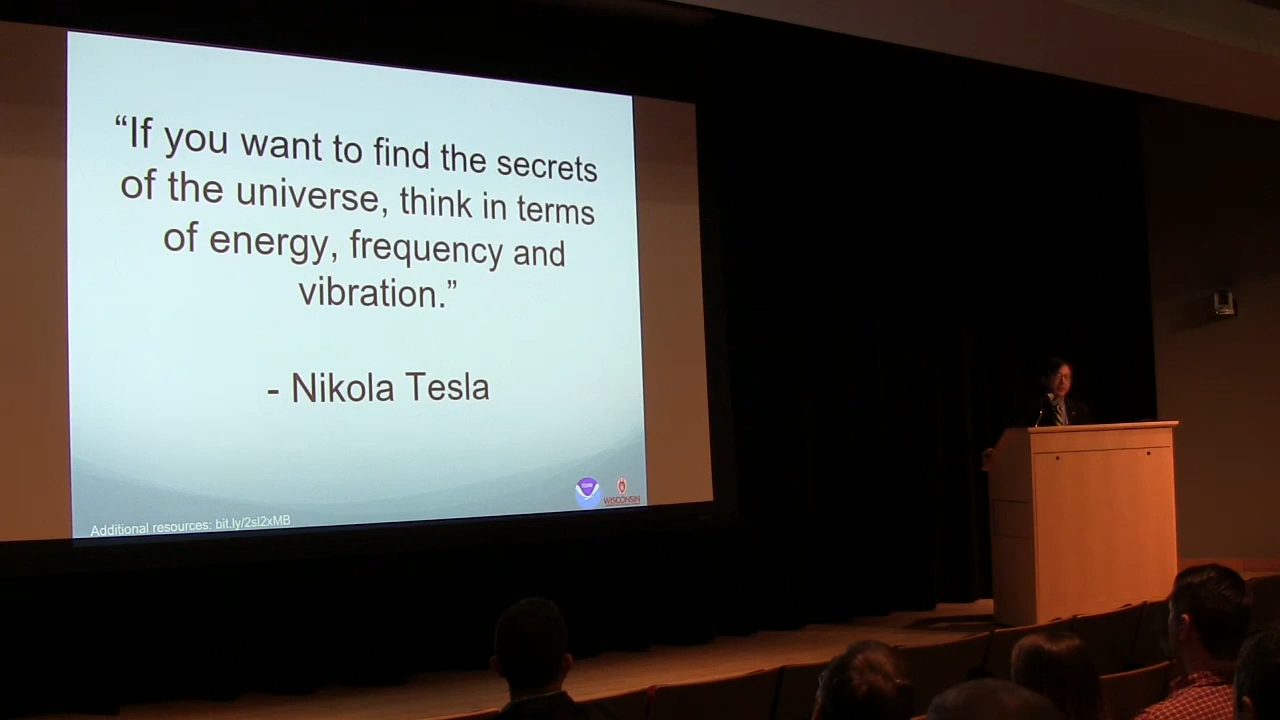 “If you want to find the secrets
of the universe, think in terms
of energy, frequency and
vibration.”
- Nikola Tesla
WISCONSIN
Additional resources: bit.ly/2sl2xMB